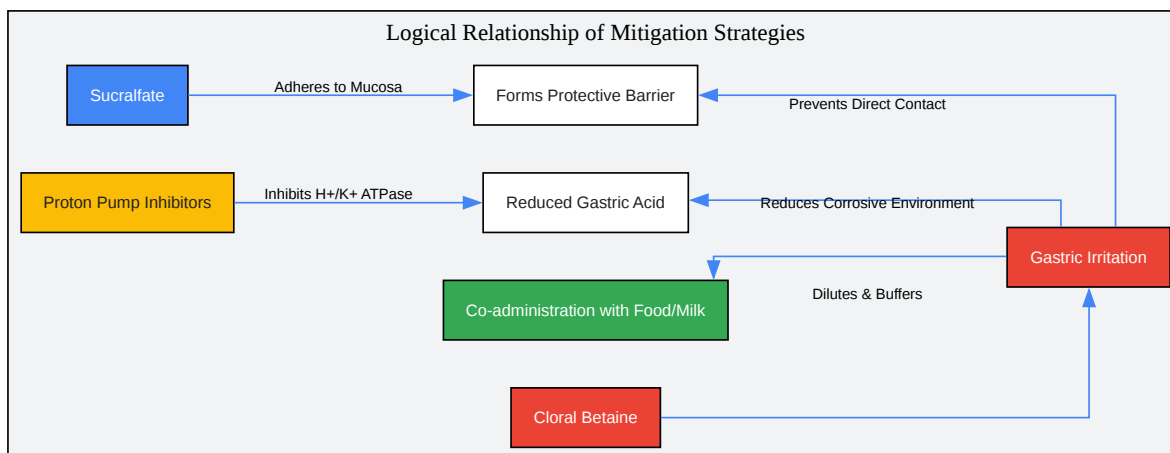 Logical Relationship of Mitigation Strategies
Sucralfate
Adheres to Mucosa
Forms Protective Barrier
Prevents Direct Contact
Proton Pump Inhibitors
Inhibits H+/K+ ATPase
Reduced Gastric Acid
Reduces Corrosive Environment
Gastric Irritation
Dilutes & Buffers
Co-administration with Food/Milk
Cloral Betaine